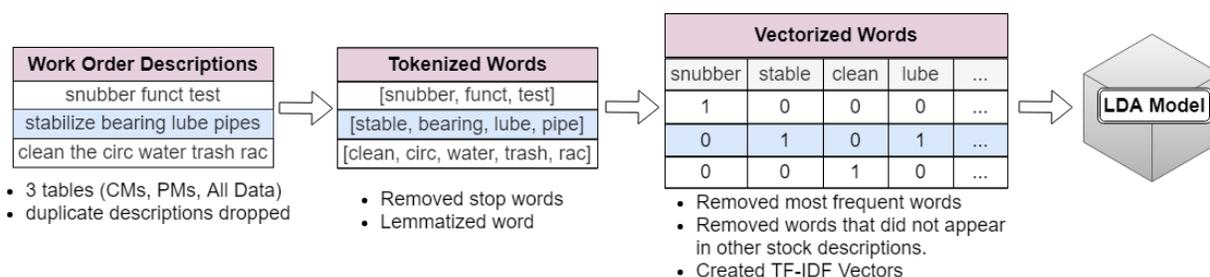 Work Order Descriptions
snubber funct test
stabilize bearing lube pipes
clean the circ water trash rac
• 3 tables (CMs, PMs, All Data)
• duplicate descriptions dropped
Tokenized Words
[snubber, funct, test]
[stable, bearing, lube, pipe]
[clean, circ, water, trash, rac]
• Removed stop words
• Lemmatized word
Vectorized Words
snubber stable clean lube ...
1 0 0 0 ...
0 1 0 1 ...
0 0 1 0 ...
• Removed most frequent words
• Removed words that did not appear
in other stock descriptions.
• Created TF-IDF Vectors
LDA Model